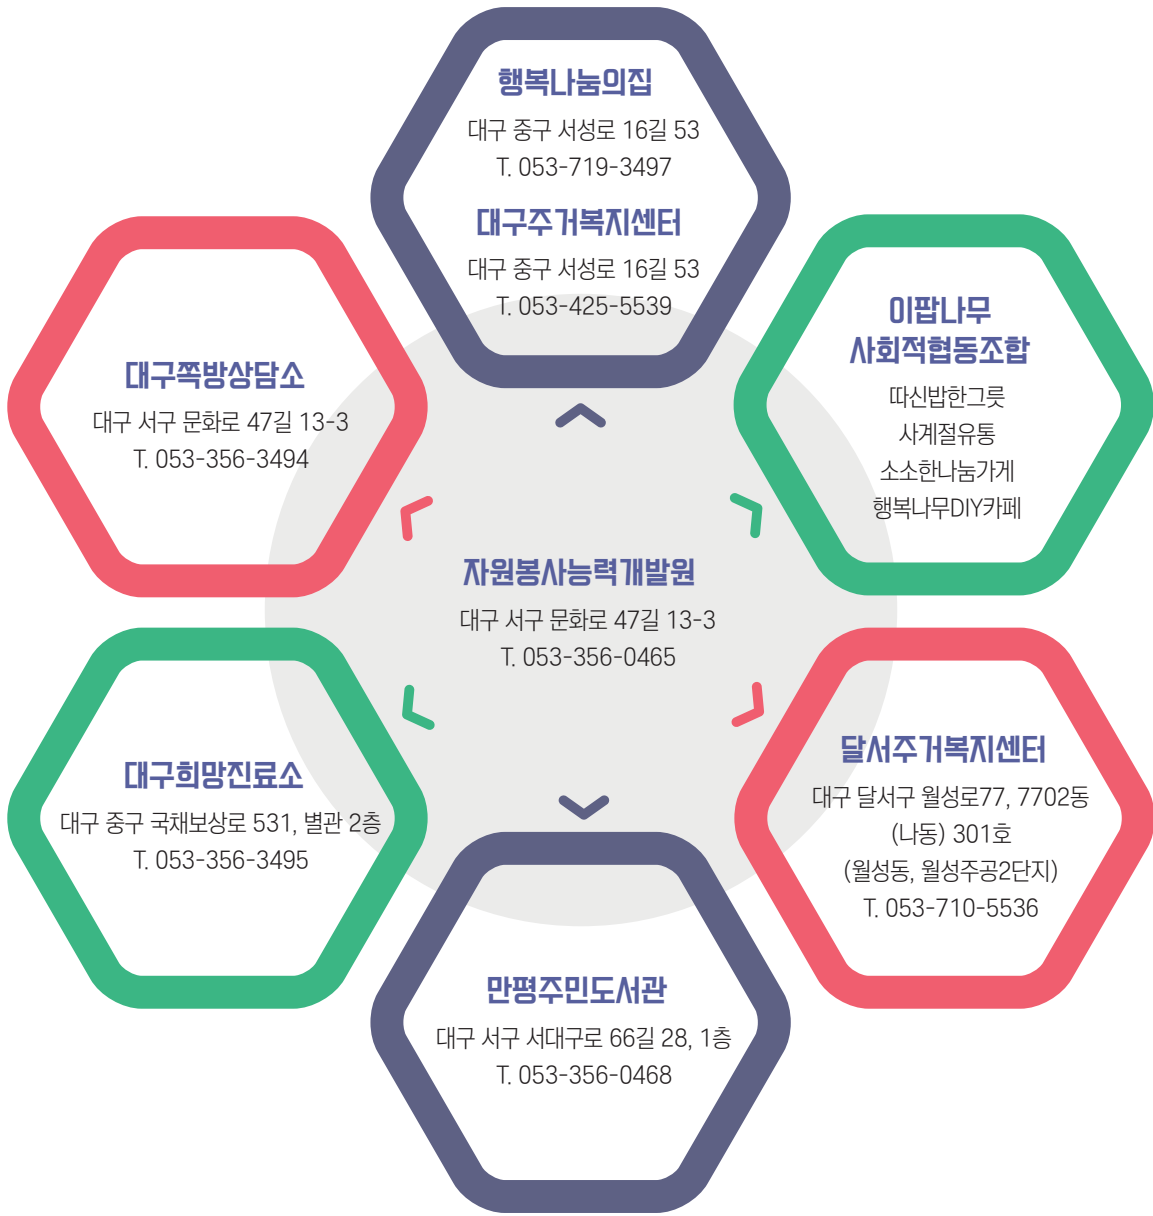 행복나눔의집
대구 중구 서성로 16길 53
T. 053-719-3497
대구주거복지센터
대구 중구 서성로 16길 53
T. 053-425-5539
대구쪽방상담소
대구 서구 문화로 47길 13-3
T. 053-356-3494
이팝나무
사회적협동조합
따신밥한그릇
사계절유통
소소한나눔가게
행복나무DIY카페
자원봉사능력개발원
대구 서구 문화로 47길 13-3
T. 053-356-0465
대구희망진료소
대구 중구 국채보상로 531, 별관 2층
T. 053-356-3495
달서주거복지센터
대구 달서구 월성로77, 7702동
(나동) 301호
(월성동, 월성주공2단지)
T. 053-710-5536
만평주민도서관
대구 서구 서대구로 66길 28, 1층
T. 053-356-0468